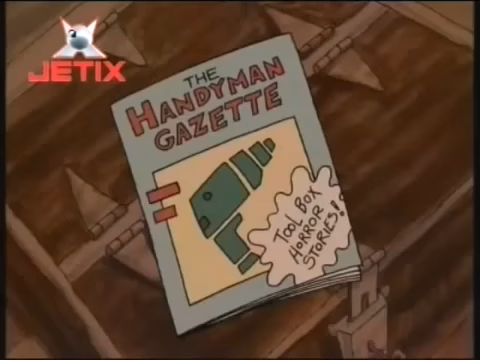 JETIX
THE
HANDYMAN
GAZETTE
TOOL BOX
HORROR
STORIES!